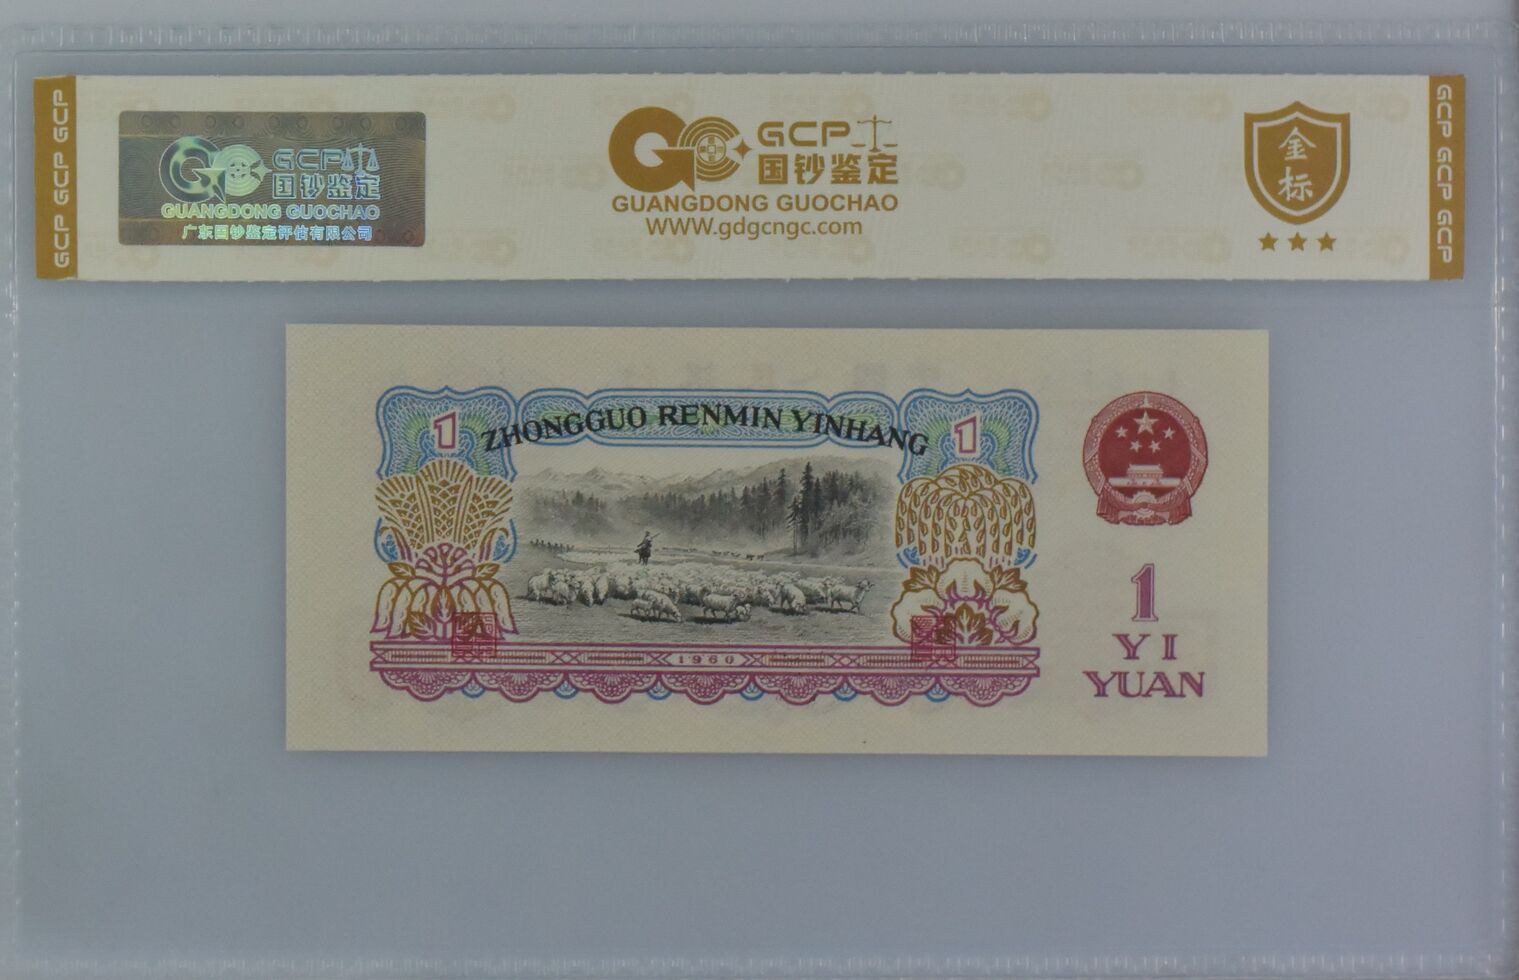 GCP GCP GCP
GCP
国钞鉴定
GUANGDONG GUOCHAO
广东国钞鉴定评估有限公司
GCP
国钞鉴定
GUANGDONG GUOCHAO
WWW.gdgcngc.com
金标
GCP GCP GCP
ZHONGGUO RENMIN YINHANG
1
1
1960
1
YI
YUAN